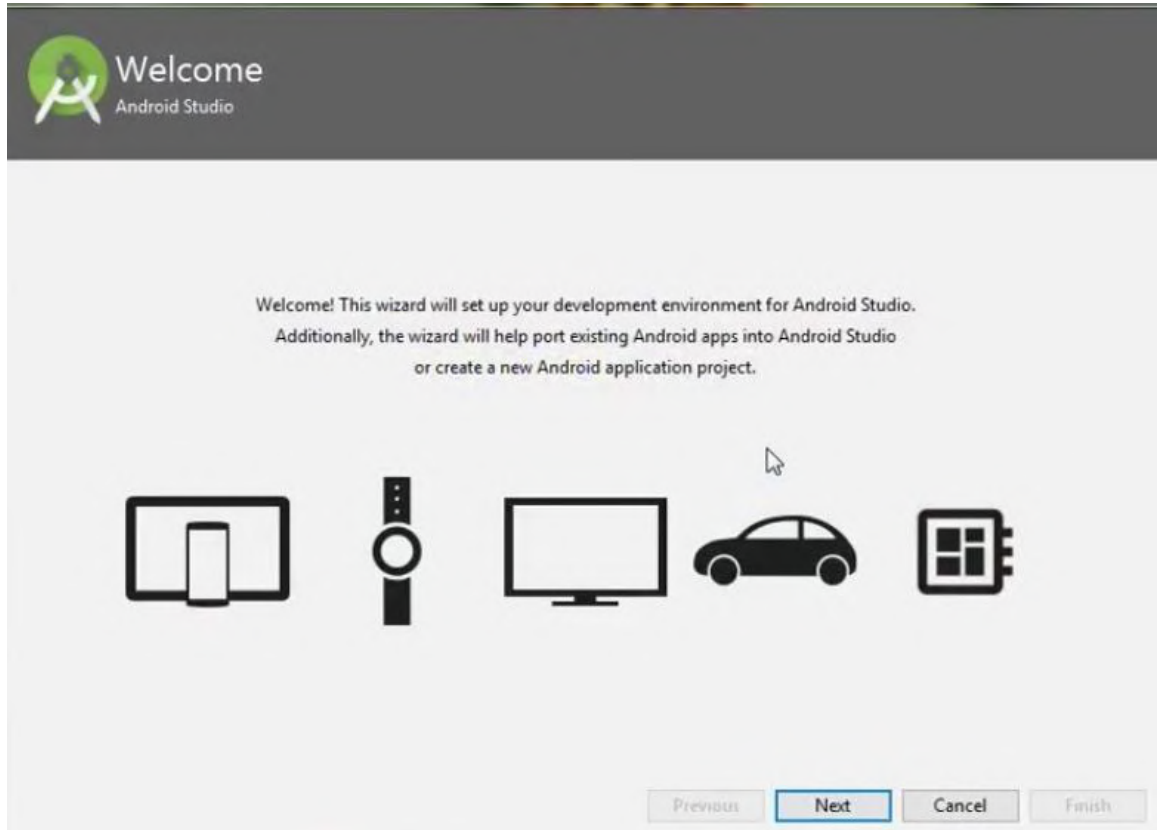 Welcome
Android Studio
Welcome! This wizard will set up your development environment for Android Studio.
Additionally, the wizard will help port existing Android apps into Android Studio
or create a new Android application project.
Previous
Next
Cancel
Finish